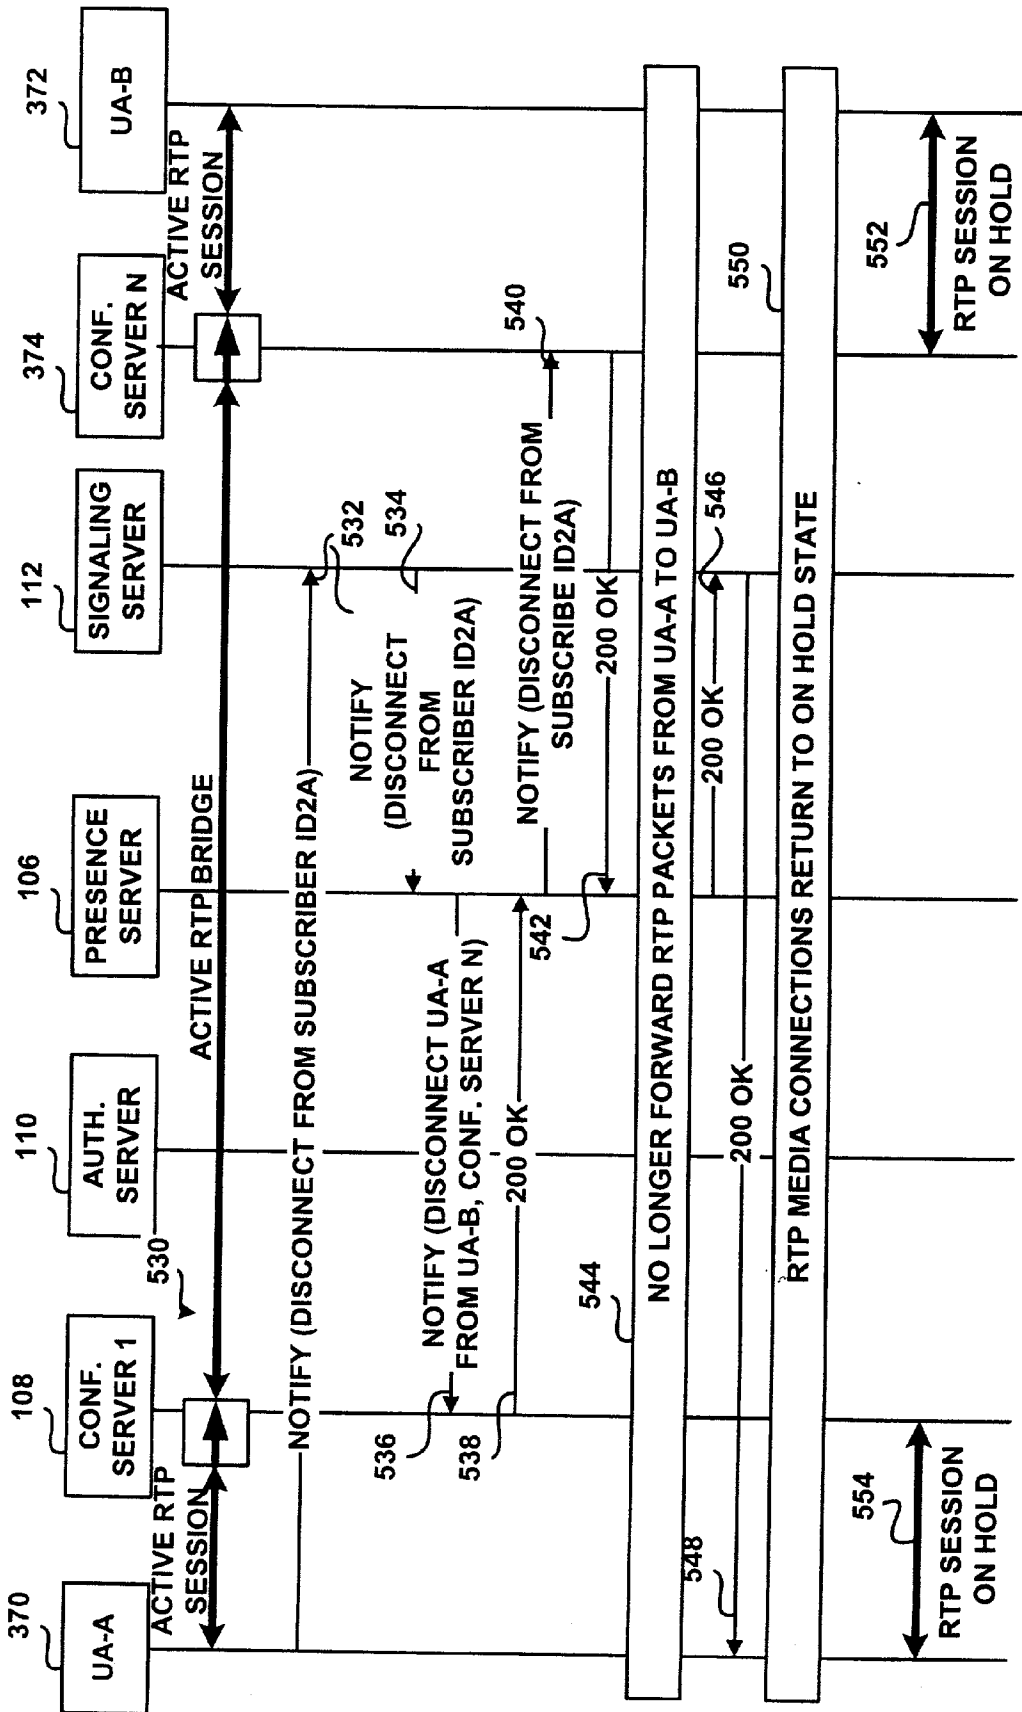 370
UA-A
108
CONF.
SERVER 1
110
AUTH.
SERVER
106
PRESENCE
SERVER
112
SIGNALING
SERVER
374
CONF.
SERVER N
372
UA-B
ACTIVE RTP
SESSION
530
ACTIVE RTP BRIDGE
ACTIVE RTP
SESSION
NOTIFY (DISCONNECT FROM SUBSCRIBER ID2A)
532
NOTIFY
(DISCONNECT
FROM
SUBSCRIBER ID2A)
534
536
NOTIFY (DISCONNECT UA-A
FROM UA-B, CONF. SERVER N)
538
200 OK
NOTIFY (DISCONNECT FROM
SUBSCRIBE ID2A)
540
542
200 OK
544
NO LONGER FORWARD RTP PACKETS FROM UA-A TO UA-B
200 OK
546
548
200 OK
550
RTP MEDIA CONNECTIONS RETURN TO ON HOLD STATE
554
RTP SESSION
ON HOLD
552
RTP SESSION
ON HOLD